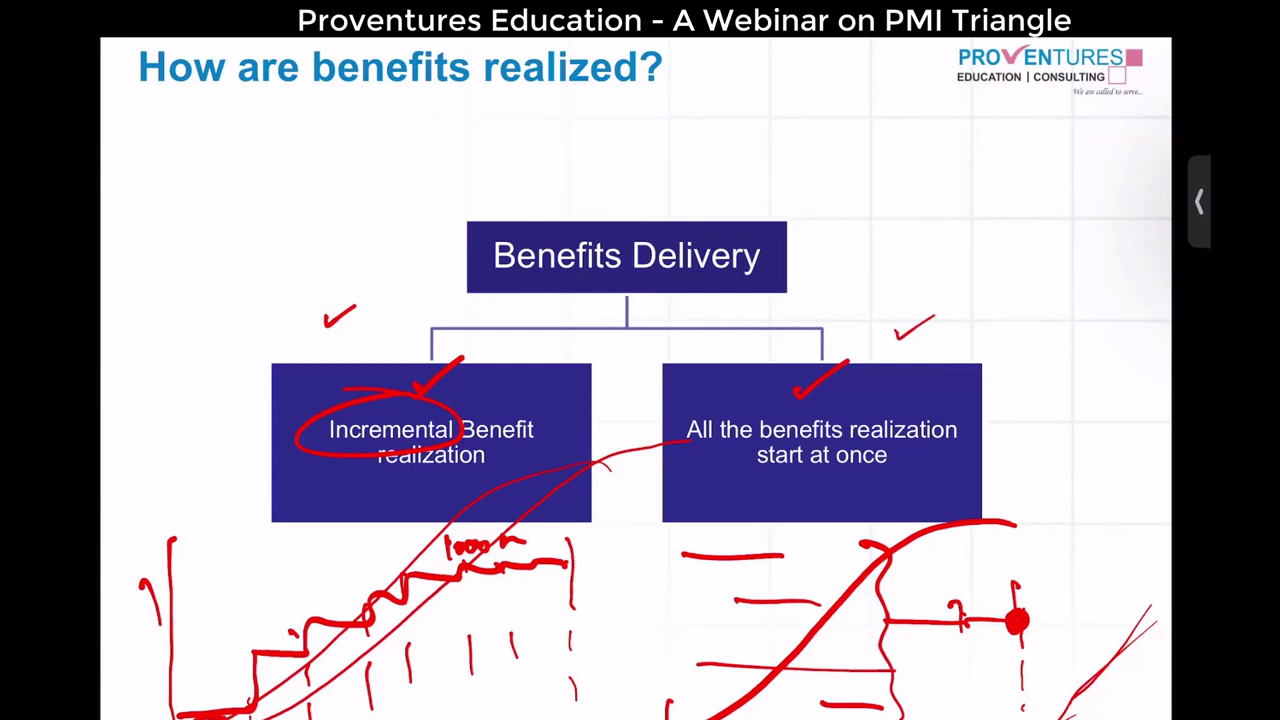 Proventures Education - A Webinar on PMI Triangle
How are benefits realized?
PROVENTURES
EDUCATION | CONSULTING
We are called to serve...
Benefits Delivery
Incremental Benefit
realization
All the benefits realization
start at once